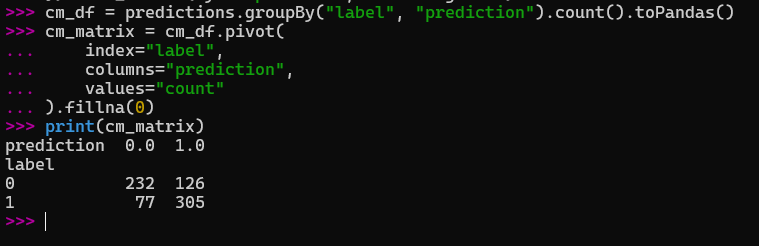 >>> cm_df = predictions.groupBy("label", "prediction").count().toPandas()
>>> cm_matrix = cm_df.pivot(
...     index="label",
...     columns="prediction",
...     values="count"
... ).fillna(0)
>>> print(cm_matrix)
prediction  0.0  1.0
label
0           232  126
1            77  305
>>>